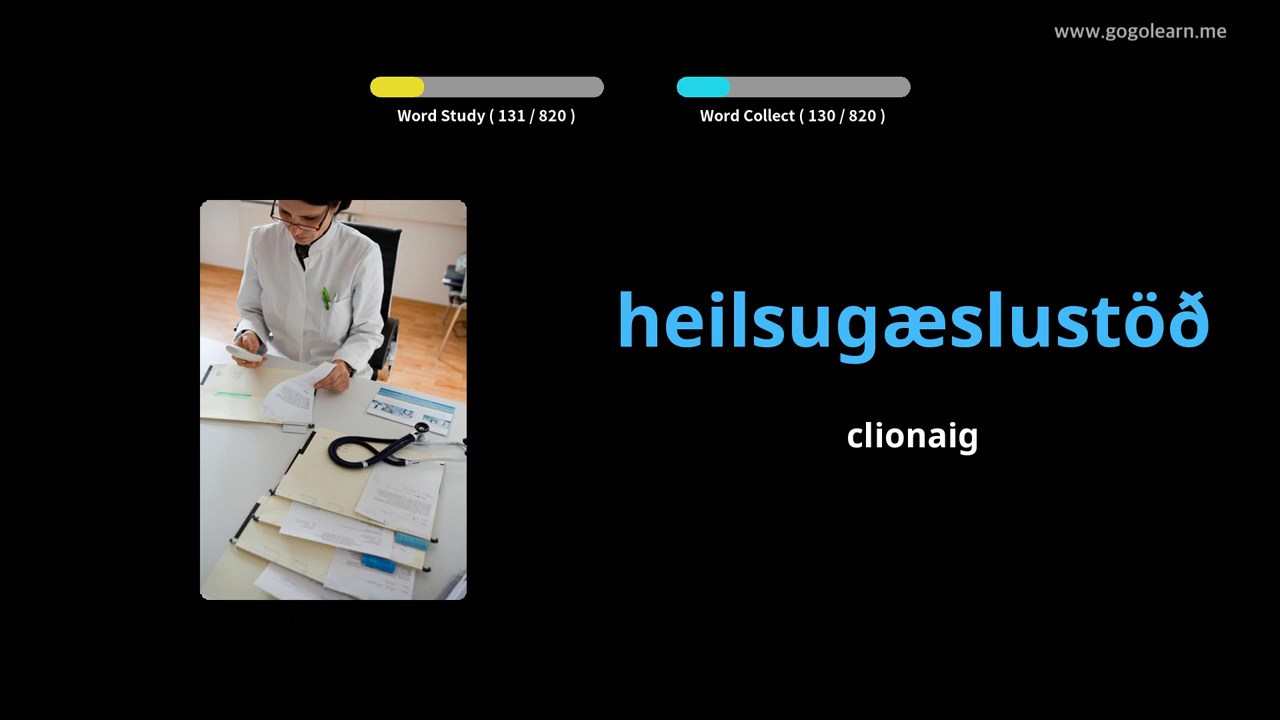 www.gogolearn.me
Word Study ( 131 / 820 )
Word Collect ( 130 / 820 )
heilsugæslustöð
clionaig